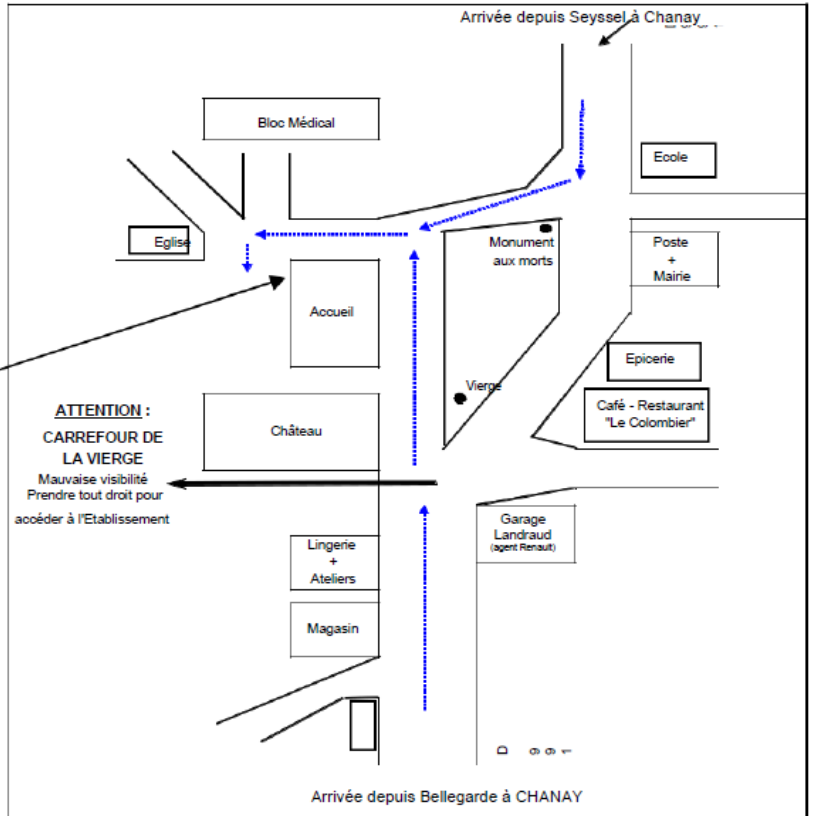 Arrivée depuis Seyssel à Chanay
Bloc Médical
Ecole
Eglise
Monument
aux morts
Poste
+
Mairie
Accueil
Vierge
Epicerie
Café - Restaurant
"Le Colombier"
ATTENTION :
CARREFOUR DE
LA VIERGE
Mauvaise visibilité
Prendre tout droit pour
accéder à l'Etablissement
Château
Garage
Landraud
(agent Renault)
Lingerie
+
Ateliers
Magasin
D 991
Arrivée depuis Bellegarde à CHANAY